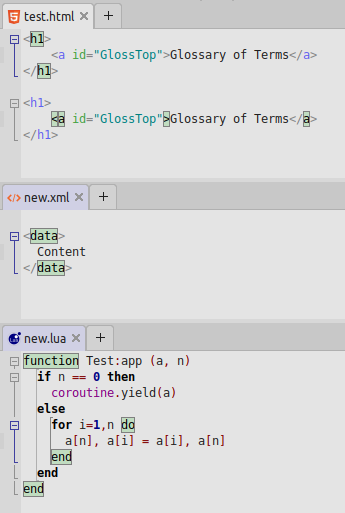 test.html × +
<h1>
<a id="GlossTop">Glossary of Terms</a>
</h1>
<h1>
<a id="GlossTop">Glossary of Terms</a>
</h1>
new.xml × +
<data>
Content
</data>
new.lua × +
function Test:app (a, n)
if n == 0 then
coroutine.yield(a)
else
for i=1,n do
a[n], a[i] = a[i], a[n]
end
end
end